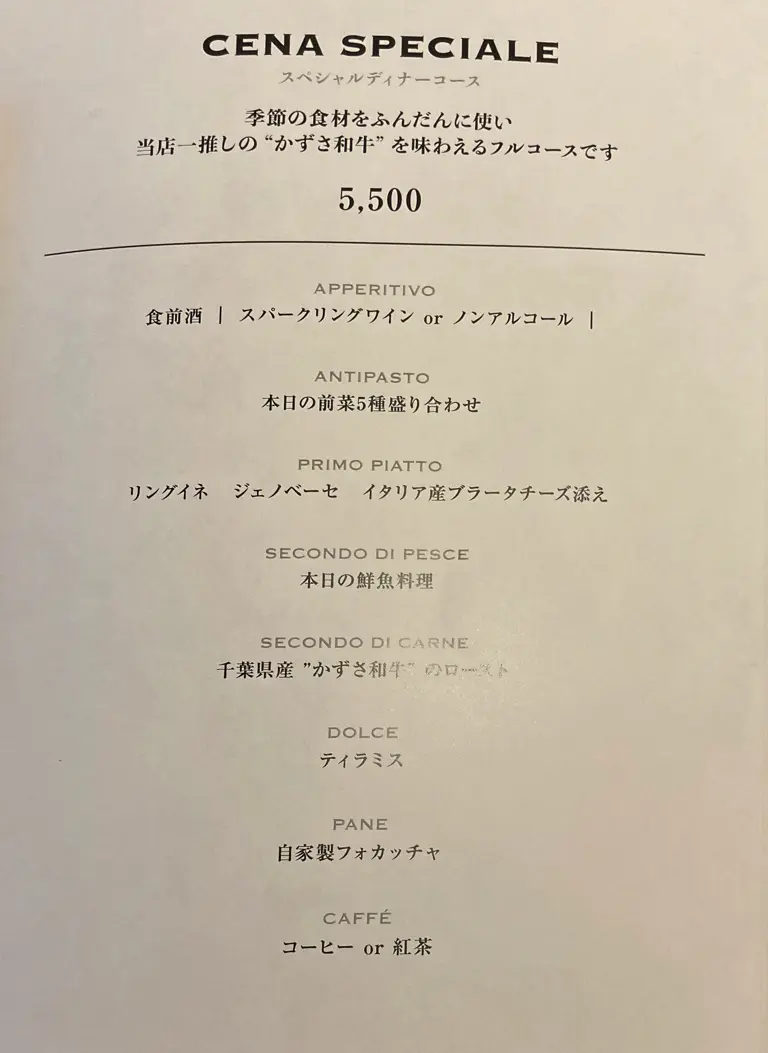 CENA SPECIALE
スペシャルディナーコース
季節の食材をふんだんに使い
当店一推しの “かずさ和牛” を味わえるフルコースです
5,500
APPERITIVO
食前酒 | スパークリングワイン or ノンアルコール |
ANTIPASTO
本日の前菜5種盛り合わせ
PRIMO PIATTO
リングイネ ジェノベーセ イタリア産ブラータチーズ添え
SECONDO DI PESCE
本日の鮮魚料理
SECONDO DI CARNE
千葉県産 ”かずさ和牛” のロースト
DOLCE
ティラミス
PANE
自家製フォカッチャ
CAFFÉ
コーヒー or 紅茶